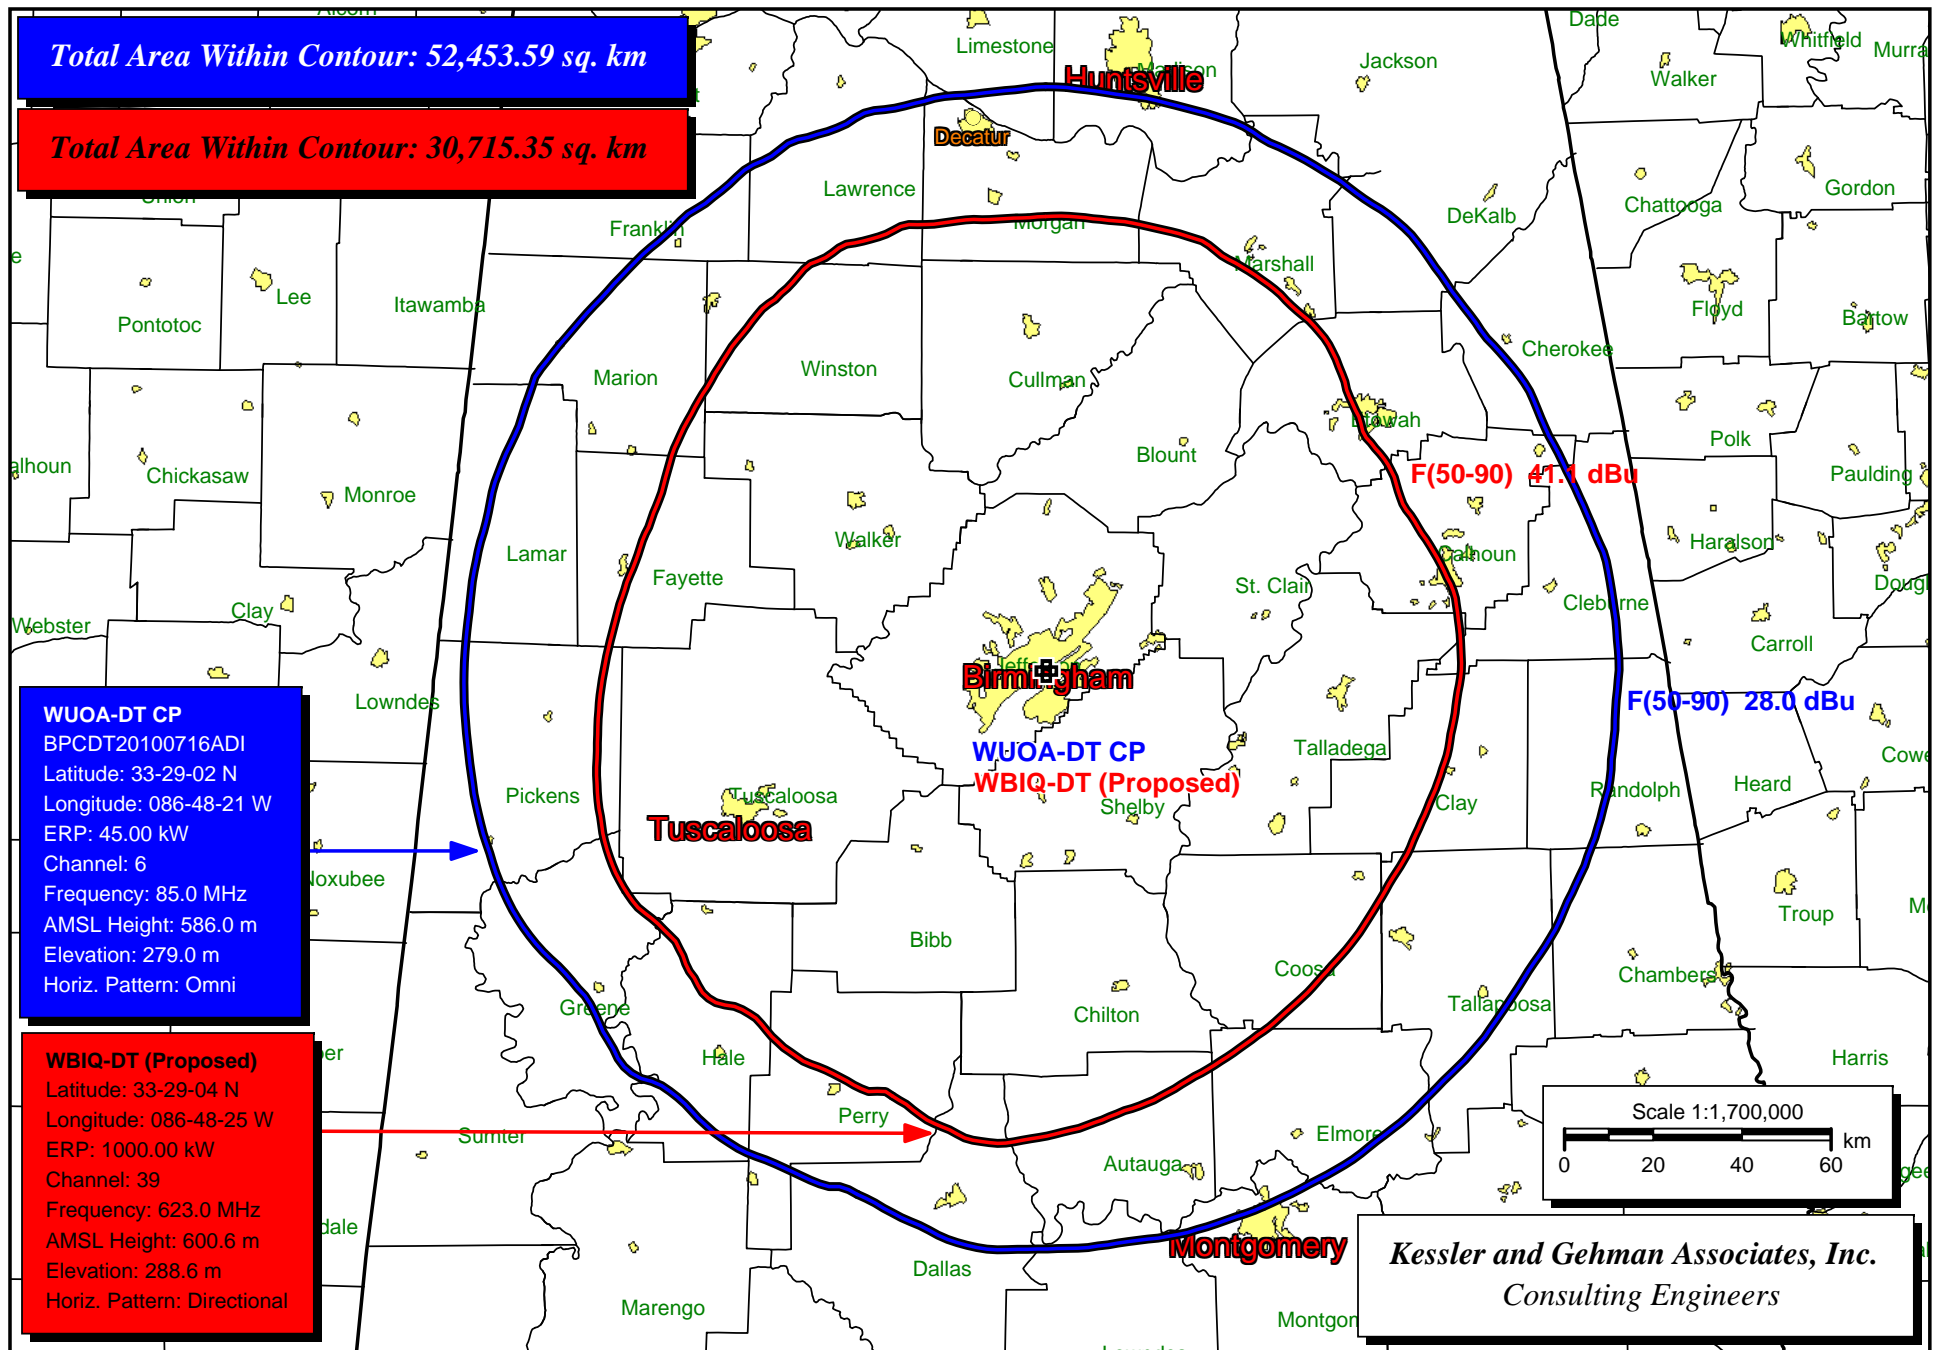 Total Area Within Contour: 52,453.59 sq. km
Total Area Within Contour: 30,715.35 sq. km
Limestone
Madison
Huntsville
Jackson
Dade
Walker
Whitfield
Decatur
Lawrence
Franklin
Morgan
Marshall
DeKalb
Chattooga
Gordon
Lee
Itawamba
Pontotoc
Floyd
Bartow
Cherokee
Marion
Winston
Cullman
Etowah
Polk
Paulding
Blount
Chickasaw
Monroe
F(50-90) 41.1 dBu
Walker
Lamar
Fayette
Calhoun
Haralson
St. Clair
Cleburne
Clay
Webster
Carroll
Jefferson
Birmingham
Lowndes
F(50-90) 28.0 dBu
WUOA-DT CP
WBIQ-DT (Proposed)
Talladega
Shelby
Clay
Randolph
Heard
Pickens
Tuscaloosa
Tuscaloosa
WUOA-DT CP
BPCDT20100716ADI
Latitude: 33-29-02 N
Longitude: 086-48-21 W
ERP: 45.00 kW
Channel: 6
Frequency: 85.0 MHz
AMSL Height: 586.0 m
Elevation: 279.0 m
Horiz. Pattern: Omni
Noxubee
Troup
Bibb
Coosa
Chambers
Greene
Chilton
Tallapoosa
Hale
Harris
WBIQ-DT (Proposed)
Latitude: 33-29-04 N
Longitude: 086-48-25 W
ERP: 1000.00 kW
Channel: 39
Frequency: 623.0 MHz
AMSL Height: 600.6 m
Elevation: 288.6 m
Horiz. Pattern: Directional
Perry
Sumter
Elmore
Autauga
Scale 1:1,700,000
km
0 20 40 60
Montgomery
Dallas
Marengo
Kessler and Gehman Associates, Inc.
Consulting Engineers